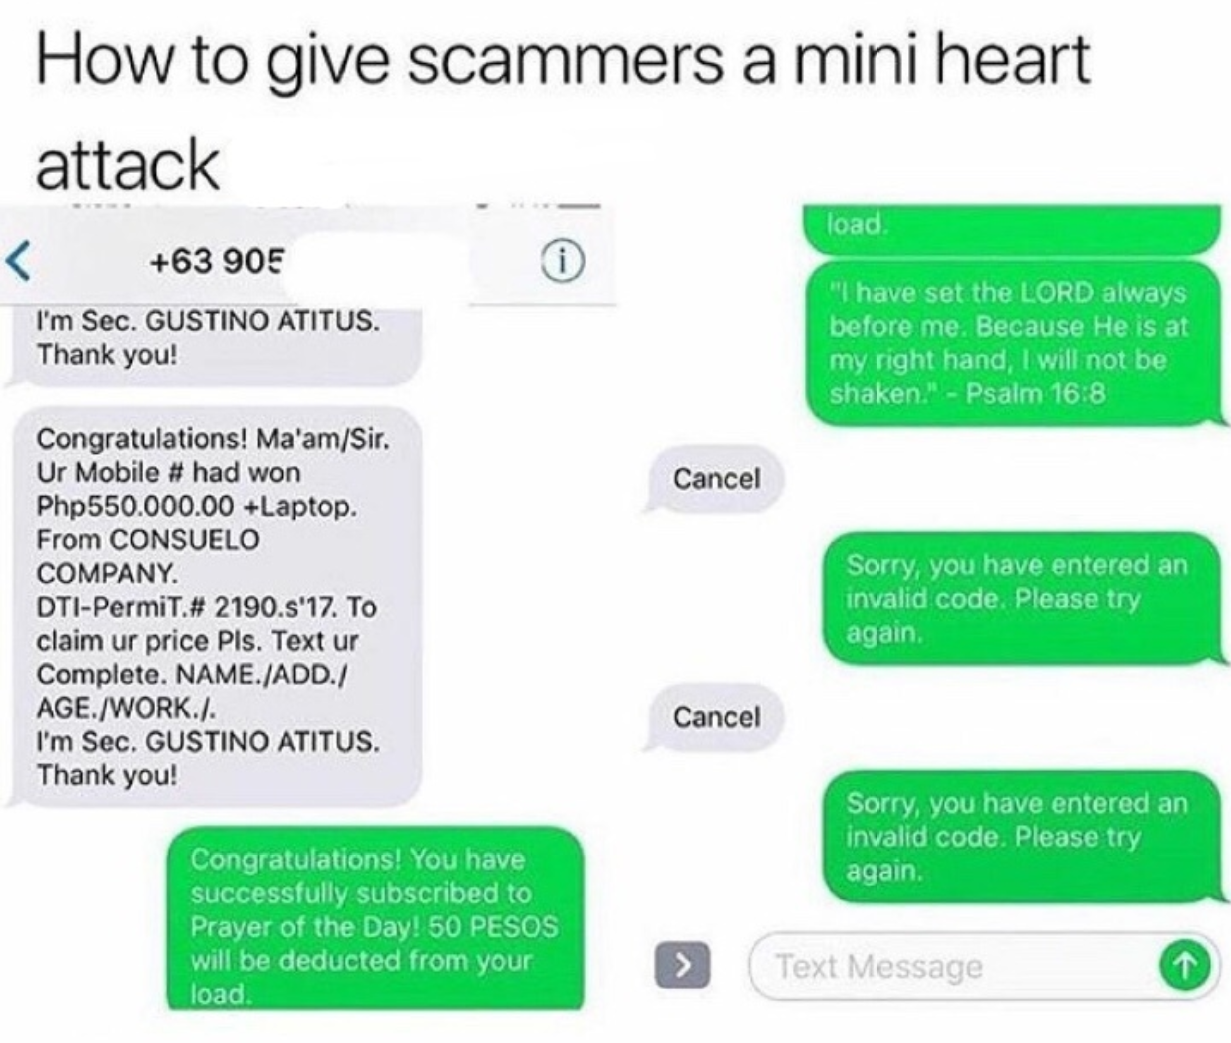 How to give scammers a mini heart
attack
+63 905
I'm Sec. GUSTINO ATITUS.
Thank you!
Congratulations! Ma'am/Sir.
Ur Mobile # had won
Php550.000.00 +Laptop.
From CONSUELO
COMPANY.
DTI-PermiT.# 2190.s'17. To
claim ur price Pls. Text ur
Complete. NAME./ADD./
AGE./WORK./.
I'm Sec. GUSTINO ATITUS.
Thank you!
Congratulations! You have
successfully subscribed to
Prayer of the Day! 50 PESOS
will be deducted from your
load.
load.
"I have set the LORD always
before me. Because He is at
my right hand, I will not be
shaken." - Psalm 16:8
Cancel
Sorry, you have entered an
invalid code. Please try
again.
Cancel
Sorry, you have entered an
invalid code. Please try
again.
Text Message